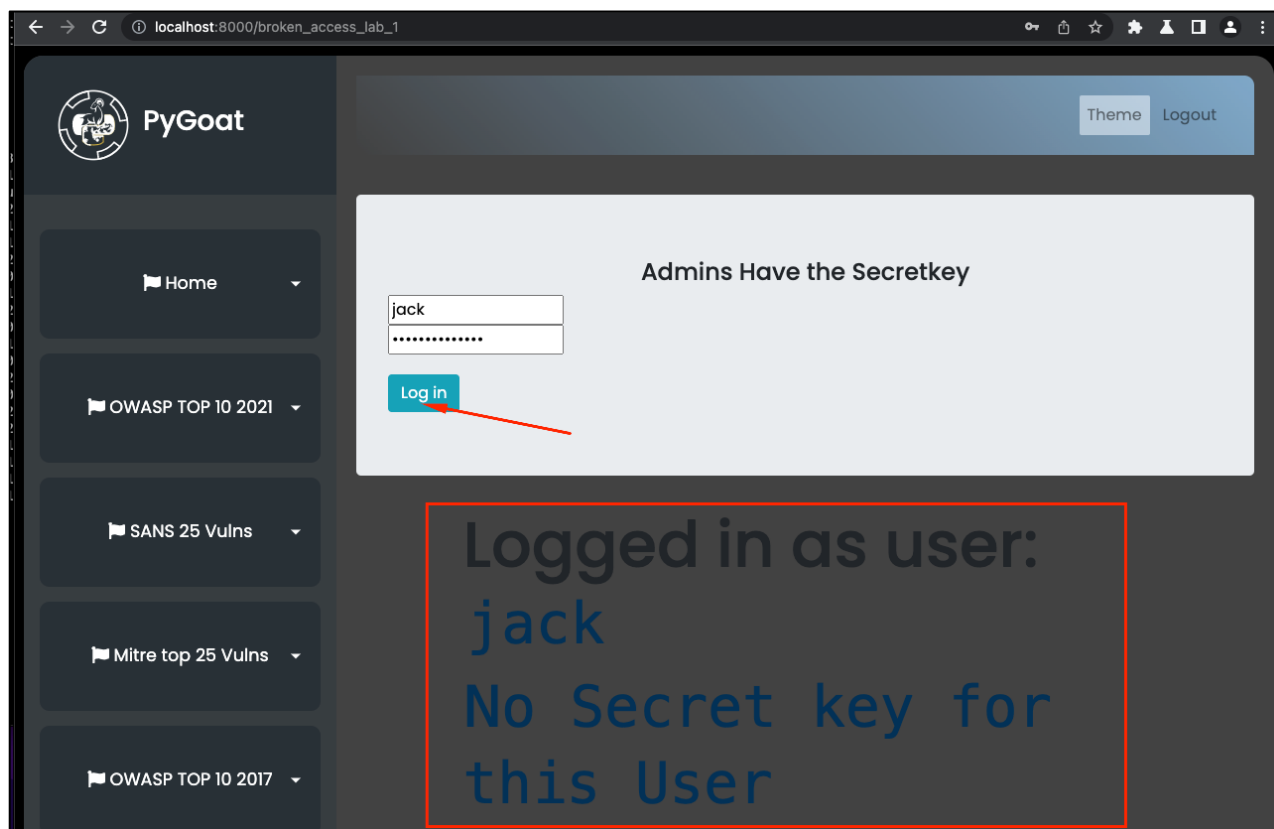 localhost:8000/broken_access_lab_1
PyGoat
Theme Logout
Home
OWASP TOP 10 2021
SANS 25 Vulns
Mitre top 25 Vulns
OWASP TOP 10 2017
Admins Have the Secretkey
jack
••••••••••••••
Log in
Logged in as user:
jack
No Secret key for
this User